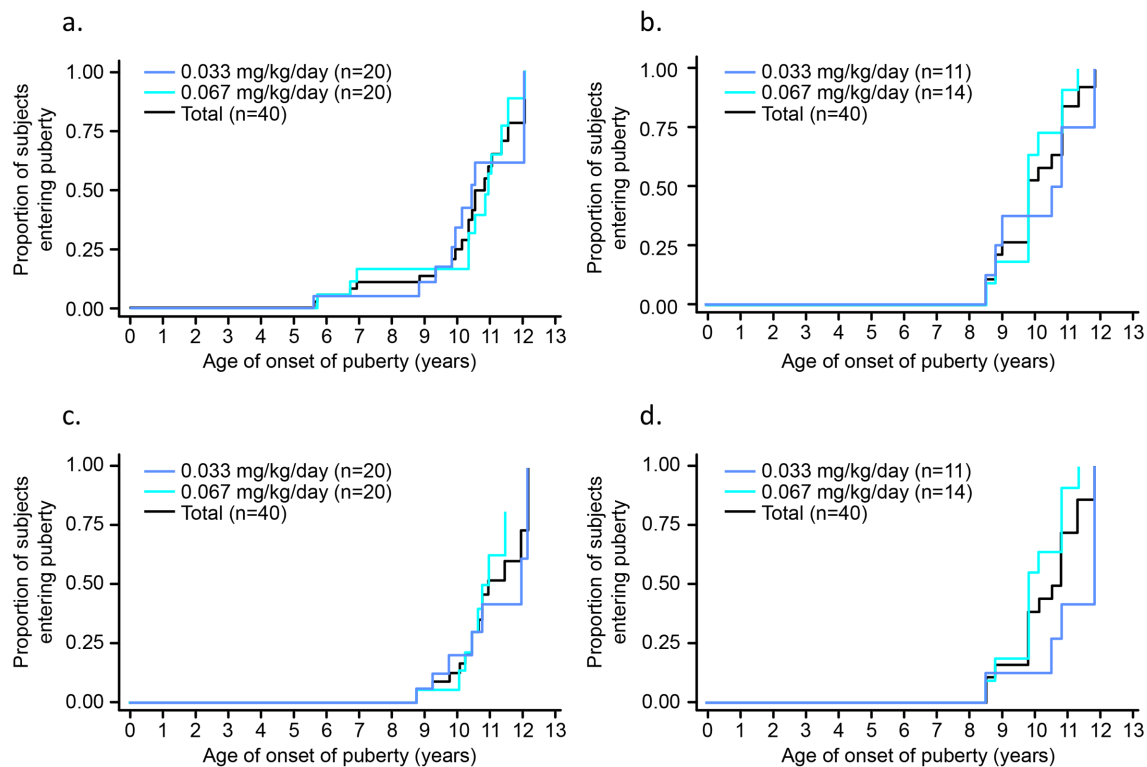 a.
0.033 mg/kg/day (n=20)
0.067 mg/kg/day (n=20)
Total (n=40)
Proportion of subjects
entering puberty
1.00
0.75
0.50
0.25
0.00
0 1 2 3 4 5 6 7 8 9 10 11 12 13
Age of onset of puberty (years)
b.
0.033 mg/kg/day (n=11)
0.067 mg/kg/day (n=14)
Total (n=40)
Proportion of subjects
entering puberty
1.00
0.75
0.50
0.25
0.00
0 1 2 3 4 5 6 7 8 9 10 11 12 13
Age of onset of puberty (years)
c.
0.033 mg/kg/day (n=20)
0.067 mg/kg/day (n=20)
Total (n=40)
Proportion of subjects
entering puberty
1.00
0.75
0.50
0.25
0.00
0 1 2 3 4 5 6 7 8 9 10 11 12 13
Age of onset of puberty (years)
d.
0.033 mg/kg/day (n=11)
0.067 mg/kg/day (n=14)
Total (n=40)
Proportion of subjects
entering puberty
1.00
0.75
0.50
0.25
0.00
0 1 2 3 4 5 6 7 8 9 10 11 12 13
Age of onset of puberty (years)